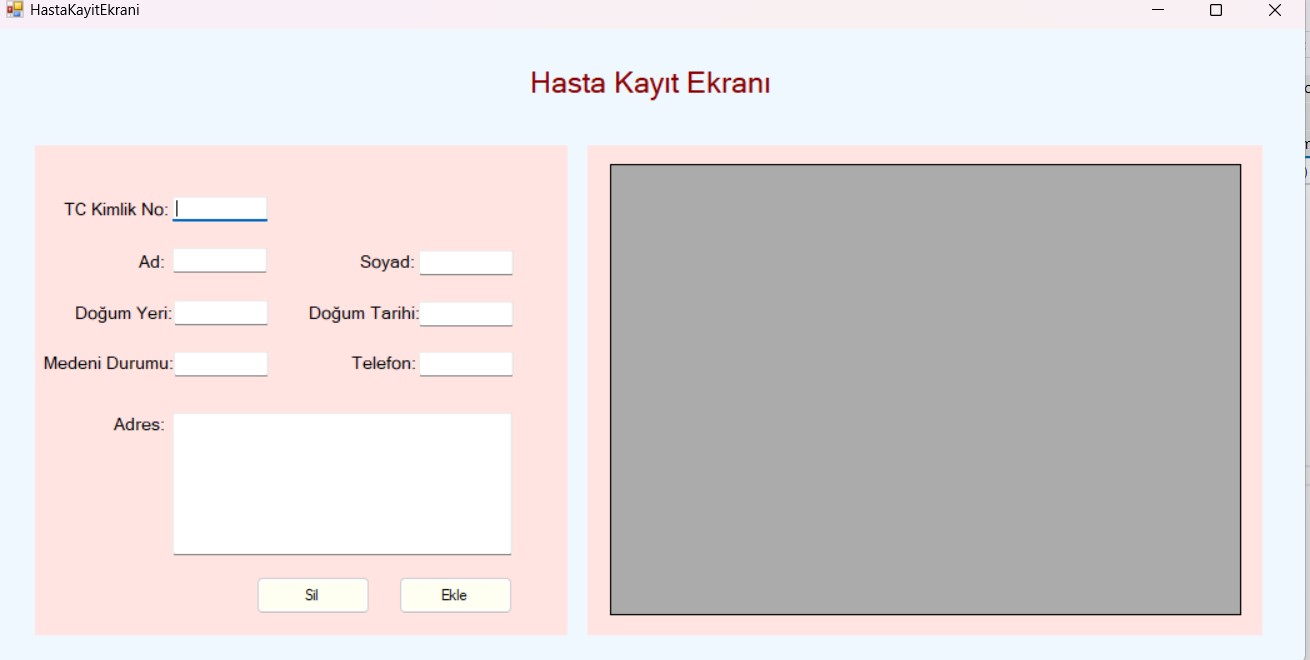 HastaKayitEkrani
Hasta Kayıt Ekranı
TC Kimlik No:
Ad:
Soyad:
Doğum Yeri:
Doğum Tarihi:
Medeni Durumu:
Telefon:
Adres:
Sil
Ekle